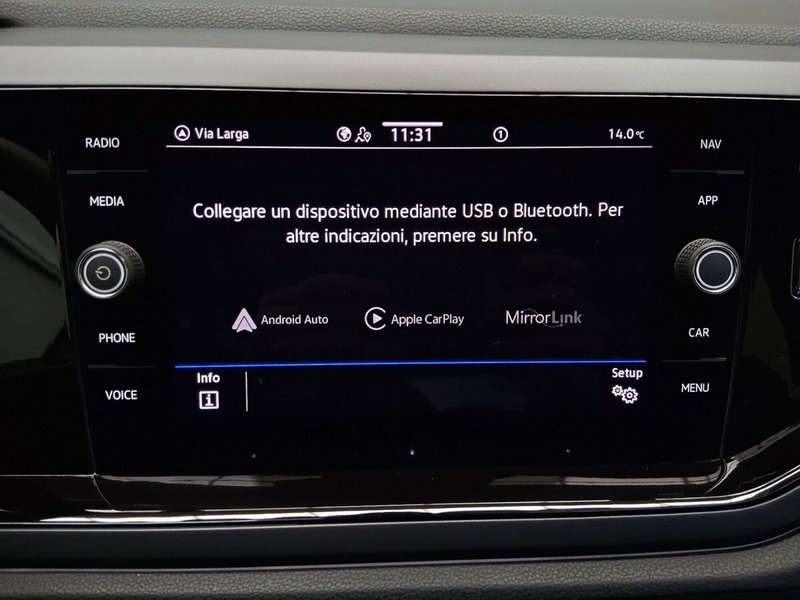 RADIO
MEDIA
PHONE
VOICE
Via Larga 11:31 1 14.0°C
Collegare un dispositivo mediante USB o Bluetooth. Per
altre indicazioni, premere su Info.
Android Auto Apple CarPlay MirrorLink
Info Setup
i
NAV
APP
CAR
MENU